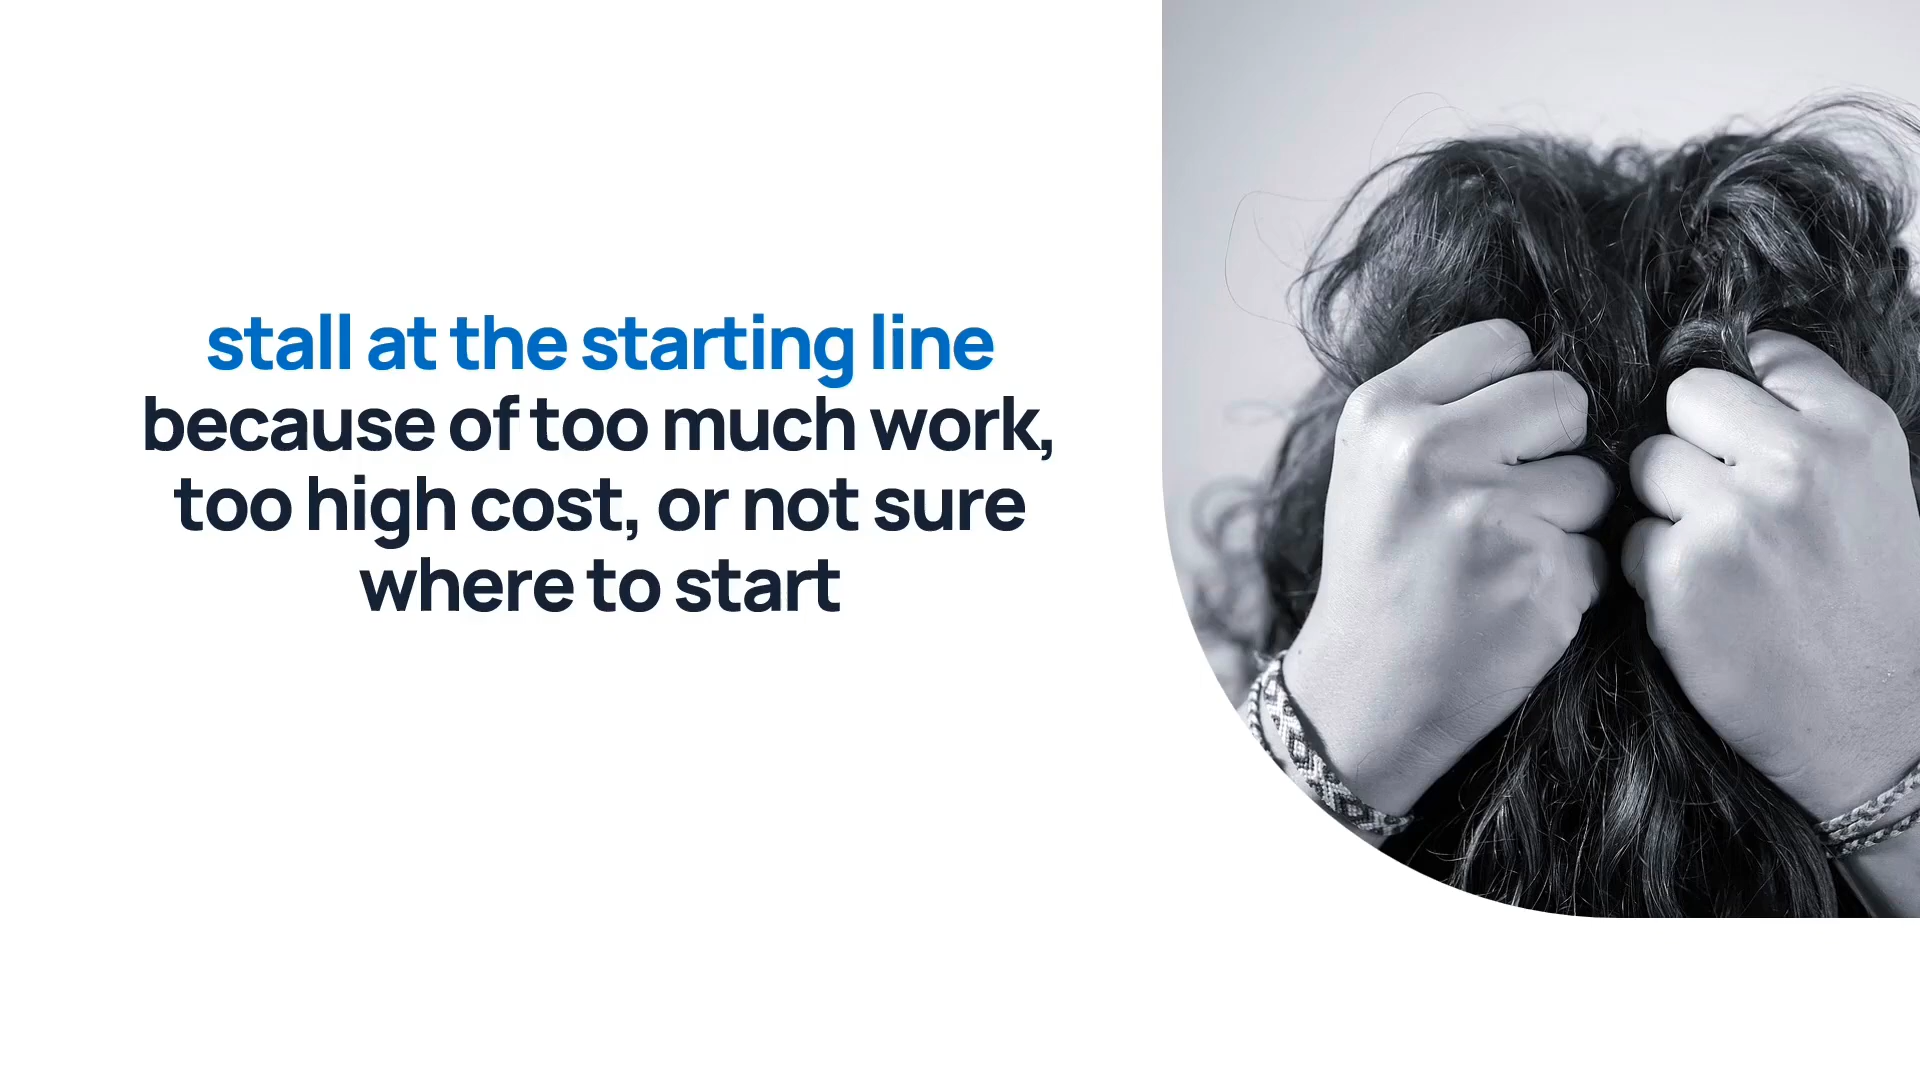 stall at the starting line
because of too much work,
too high cost, or not sure
where to start